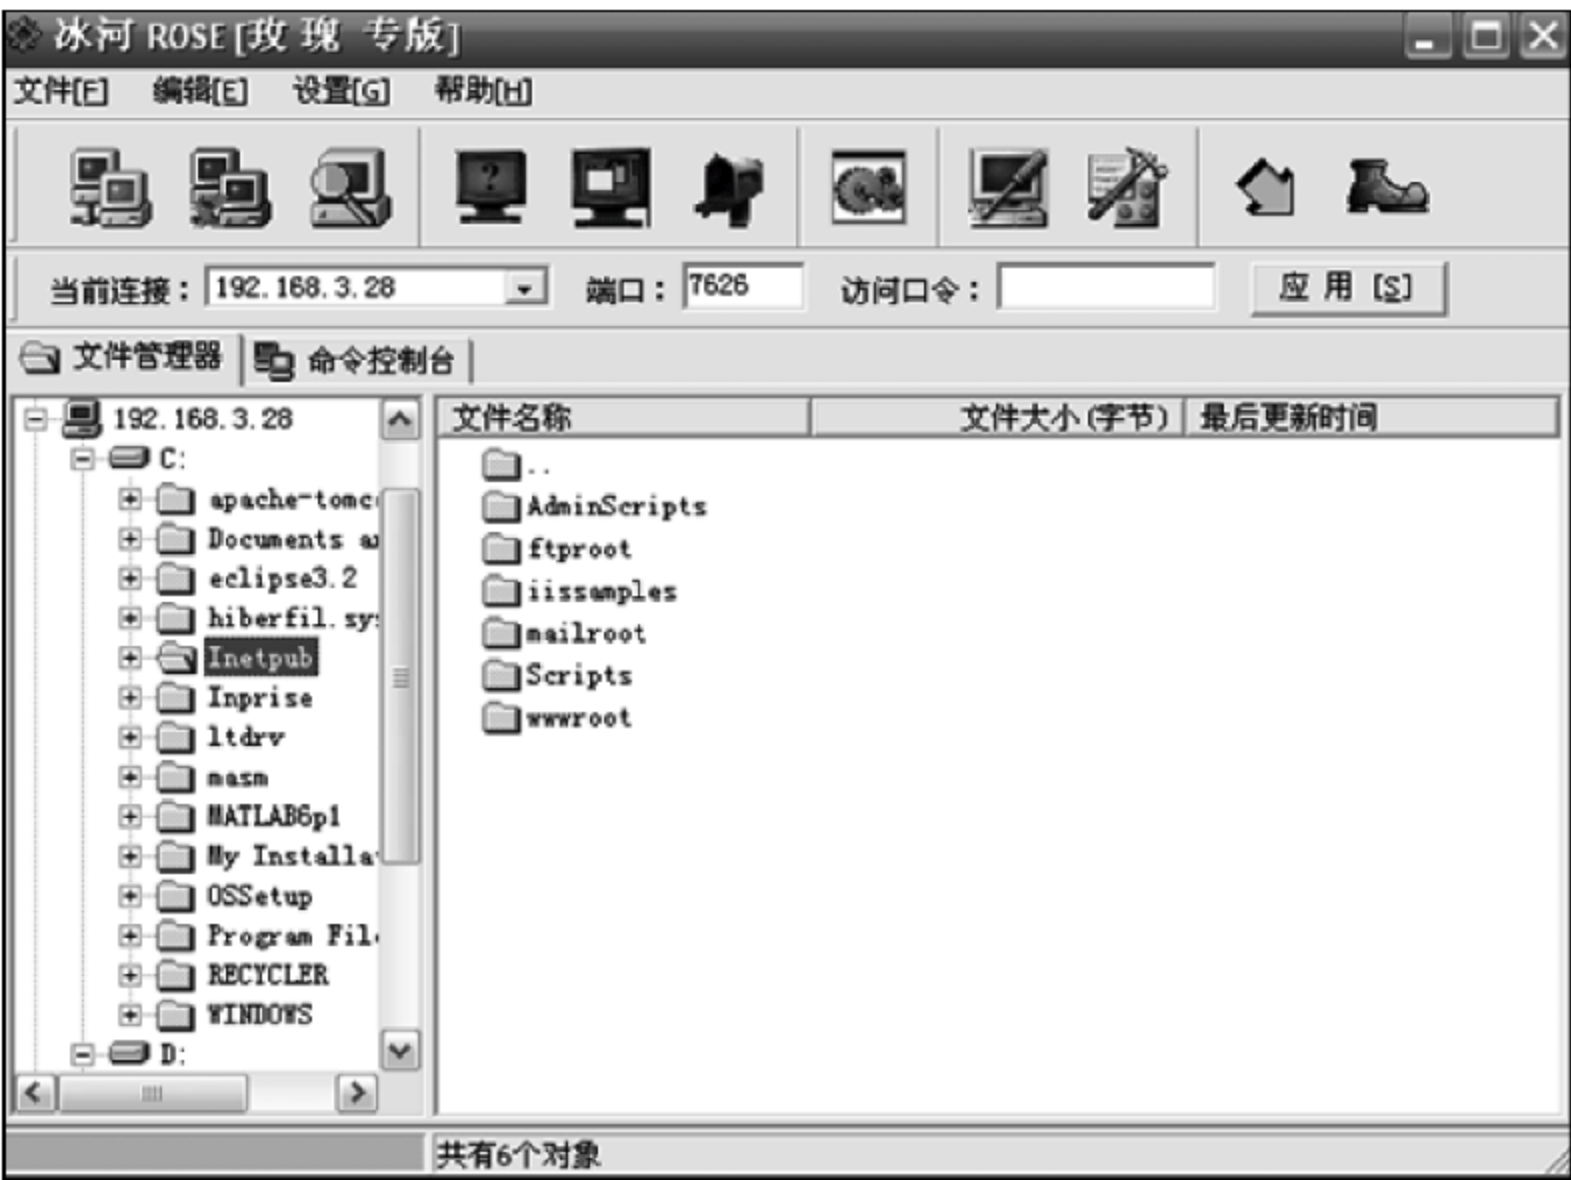 冰河 ROSE [玫 瑰 专版]
文件[F] 编辑[E] 设置[G] 帮助[H]
当前连接： 192.168.3.28 端口： 7626 访问口令： 应 用 [S]
文件管理器 命令控制台
192.168.3.28
C:
apache-tomc
Documents a
eclipse3.2
hiberfil.sy
Inetpub
Inprise
ltdrv
masm
MATLAB6p1
My Installa
OSSetup
Program Fil
RECYCLER
WINDOWS
D:
文件名称 文件大小(字节) 最后更新时间
..
AdminScripts
ftproot
iissamples
mailroot
Scripts
wwwroot
共有6个对象